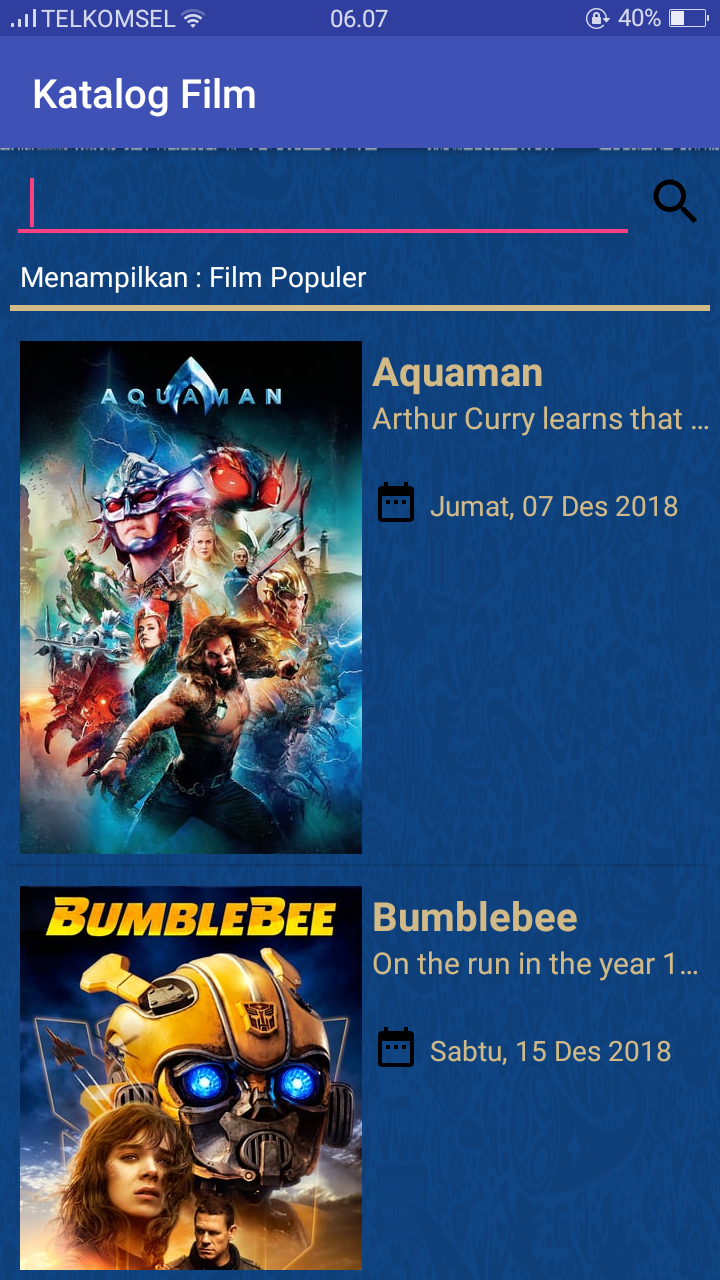 TELKOMSEL 06.07 40%
Katalog Film
Menampilkan : Film Populer
AQUAMAN
Aquaman
Arthur Curry learns that ...
Jumat, 07 Des 2018
BUMBLEBEE
Bumblebee
On the run in the year 1...
Sabtu, 15 Des 2018